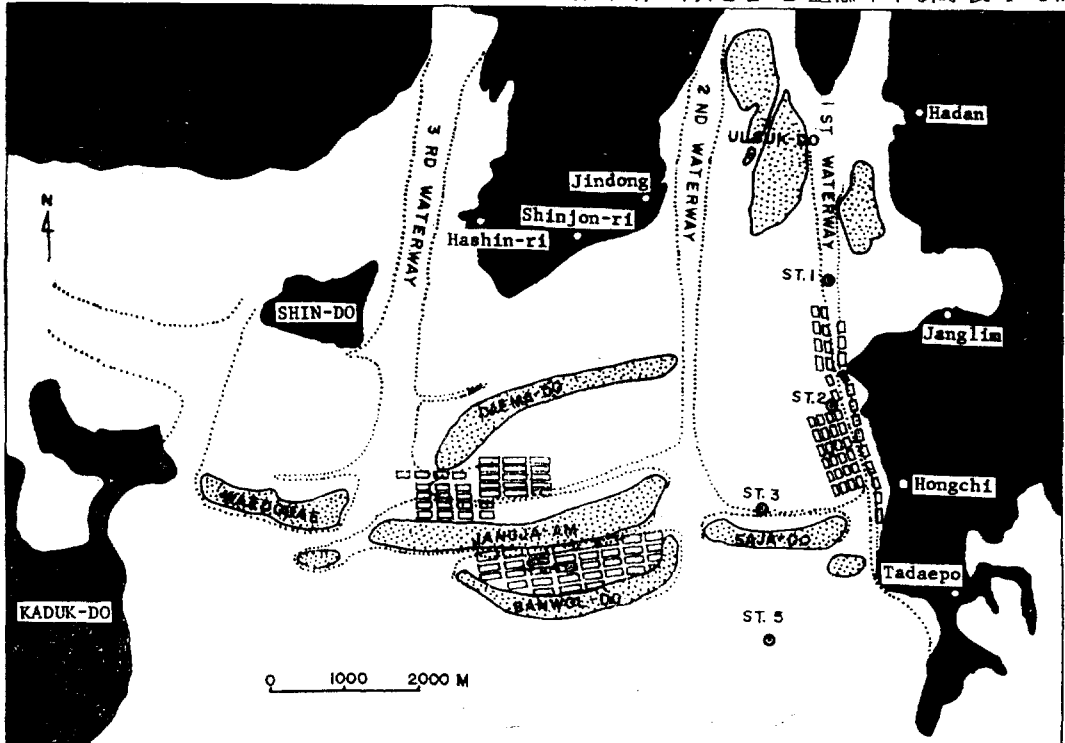 Hadan
1 ST. WATERWAY
2 ND WATERWAY
3 RD WATERWAY
Jindong
Shinjon-ri
Hashin-ri
N
ST. 1
SHIN-DO
Janglim
DAEMA-DO
ST. 2
Hongchi
ST. 3
JANGJA-AM
SAJA-DO
Tadaepo
BANWOL-DO
KADUK-DO
ST. 5
0 1000 2000 M